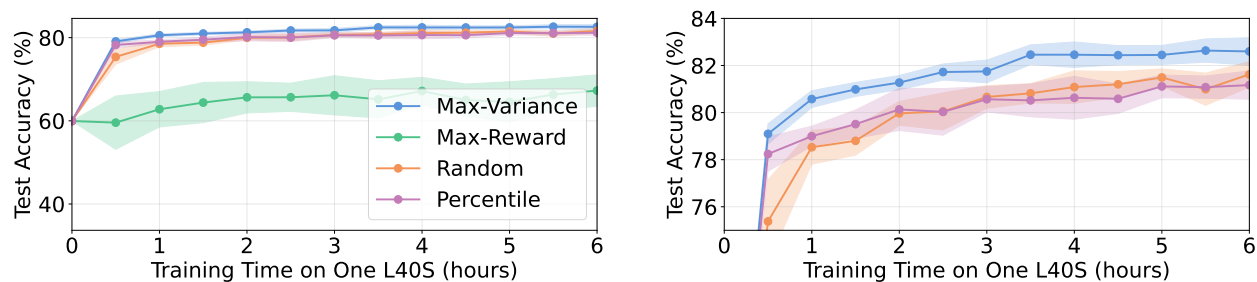 Test Accuracy (%)
80
60
40
0 1 2 3 4 5 6
Training Time on One L40S (hours)
Max-Variance
Max-Reward
Random
Percentile
Test Accuracy (%)
84
82
80
78
76
0 1 2 3 4 5 6
Training Time on One L40S (hours)